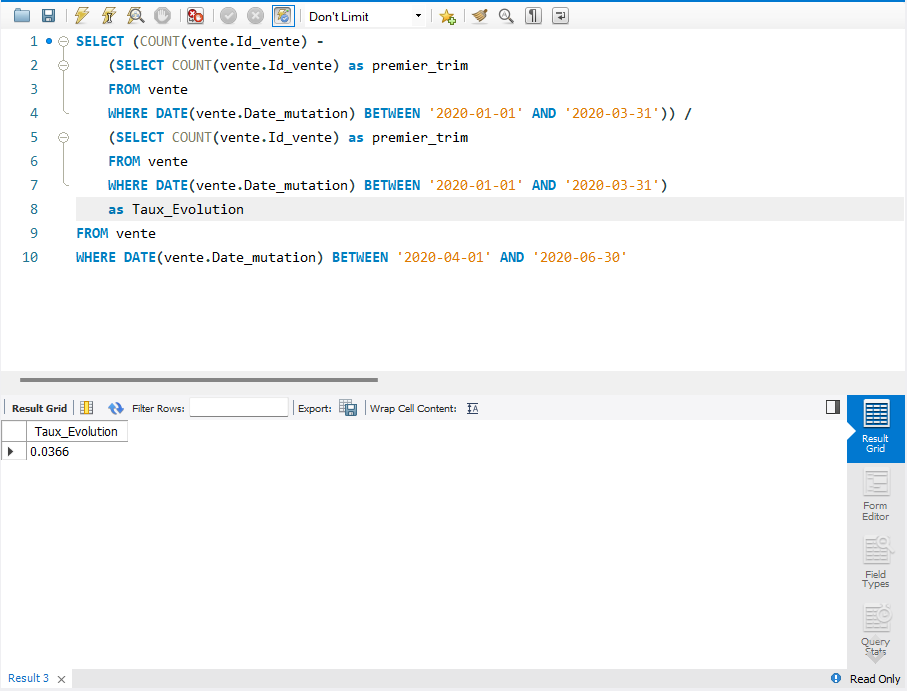 Don't Limit
1 SELECT (COUNT(vente.Id_vente) -
2 (SELECT COUNT(vente.Id_vente) as premier_trim
3 FROM vente
4 WHERE DATE(vente.Date_mutation) BETWEEN '2020-01-01' AND '2020-03-31')) /
5 (SELECT COUNT(vente.Id_vente) as premier_trim
6 FROM vente
7 WHERE DATE(vente.Date_mutation) BETWEEN '2020-01-01' AND '2020-03-31')
8 as Taux_Evolution
9 FROM vente
10 WHERE DATE(vente.Date_mutation) BETWEEN '2020-04-01' AND '2020-06-30'
Result Grid Filter Rows: Export: Wrap Cell Content:
Taux_Evolution
0.0366
Result
Grid
Form
Editor
Field
Types
Query
Stats
Result 3
Read Only